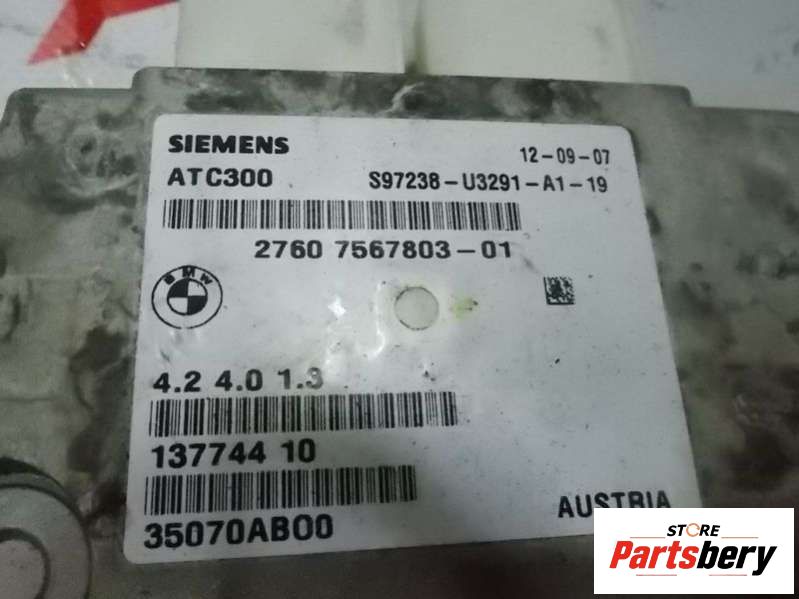 SIEMENS
12-09-07
ATC300 S97238-U3291-A1-19
2760 7567803-01
BMW
4.2 4.0 1.3
137744 10
35070AB00
AUSTRIA
STORE
Partsbery